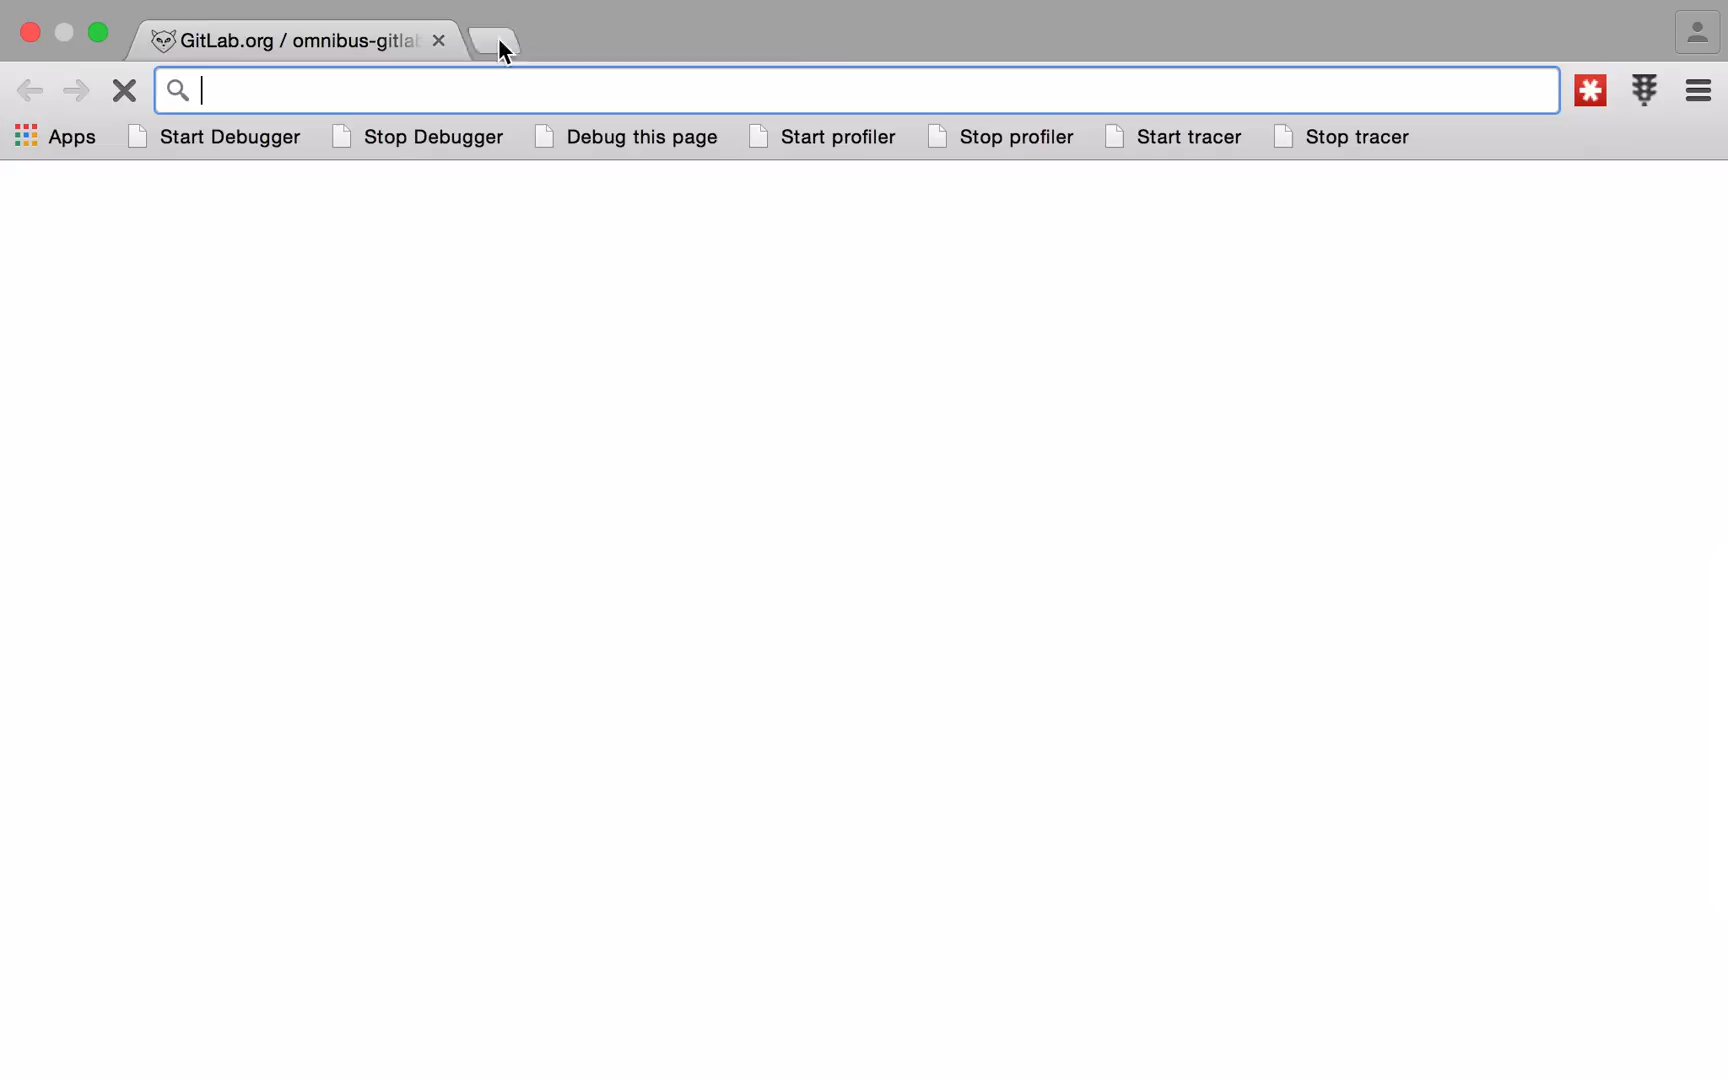 GitLab.org / omnibus-gitlab
Apps Start Debugger Stop Debugger Debug this page Start profiler Stop profiler Start tracer Stop tracer